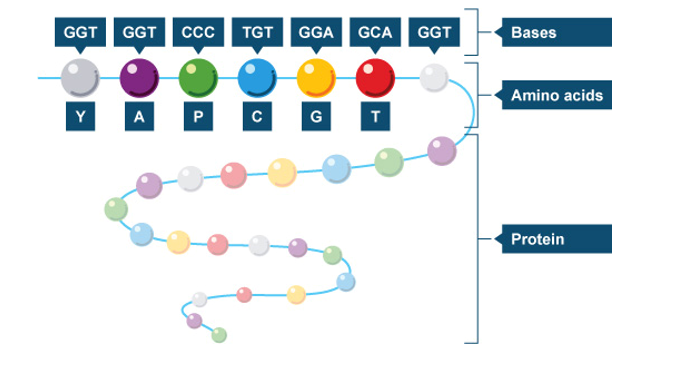 GGT GGT CCC TGT GGA GCA GGT Bases
Amino acids
Y A P C G T
Protein